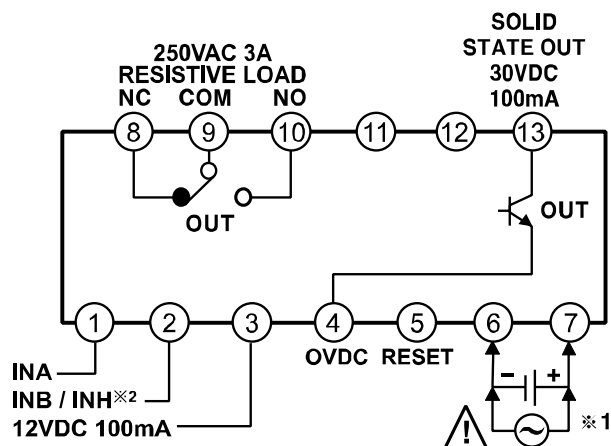 SOLID
STATE OUT
30VDC
100mA
250VAC 3A
RESISTIVE LOAD
NC COM NO
8 9 10 11 12 13
OUT
OUT
1 2 3 4 5 6 7
0VDC RESET
INA
INB / INH※2
12VDC 100mA
- +
! ※1